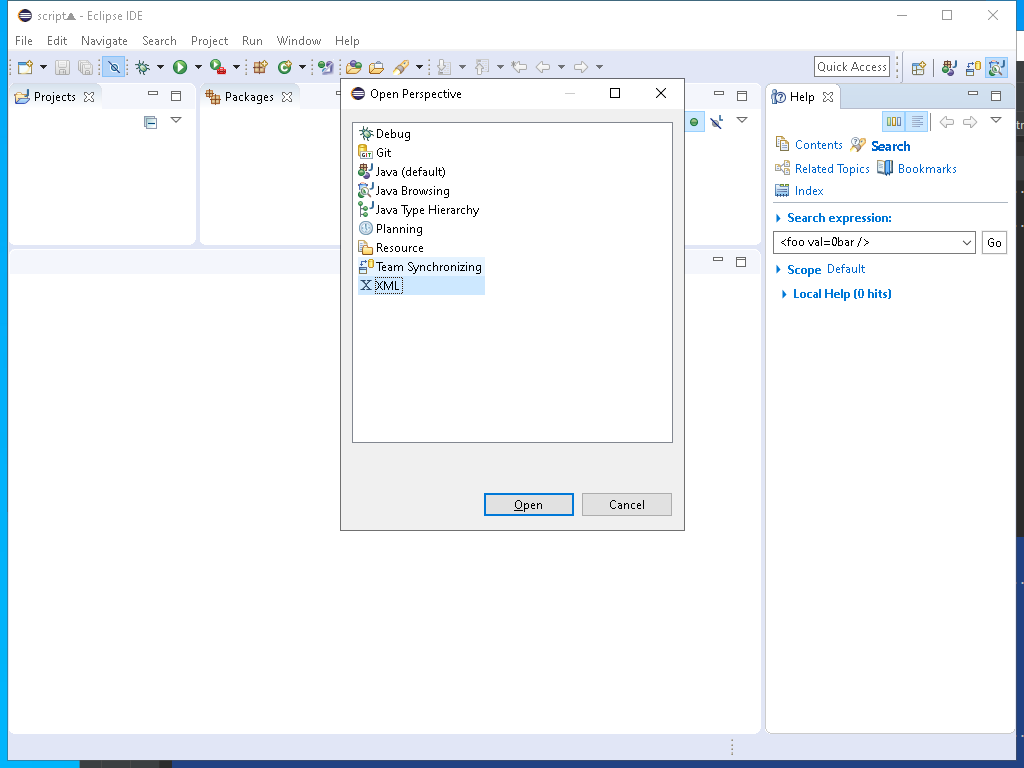 script▲ - Eclipse IDE
File Edit Navigate Search Project Run Window Help
Quick Access
Projects
Packages
Help
Open Perspective
Debug
Git
Java (default)
Java Browsing
Java Type Hierarchy
Planning
Resource
Team Synchronizing
XML
Open
Cancel
Contents
Search
Related Topics
Bookmarks
Index
Search expression:
<foo val=0bar />
Go
Scope Default
Local Help (0 hits)